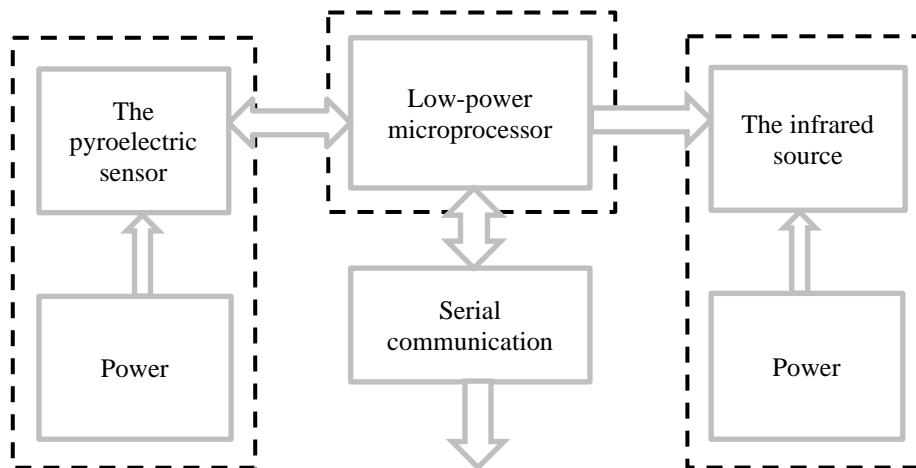 The
pyroelectric
sensor
Low-power
microprocessor
The infrared
source
Power
Serial
communication
Power